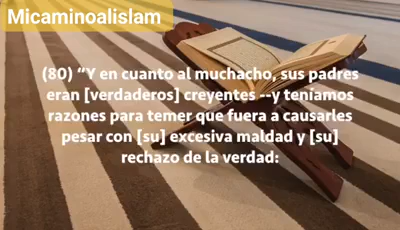 Micaminoalislam
(80) “Y en cuanto al muchacho, sus padres
eran [verdaderos] creyentes --y teníamos
razones para temer que fuera a causarles
pesar con [su] excesiva maldad y [su]
rechazo de la verdad: